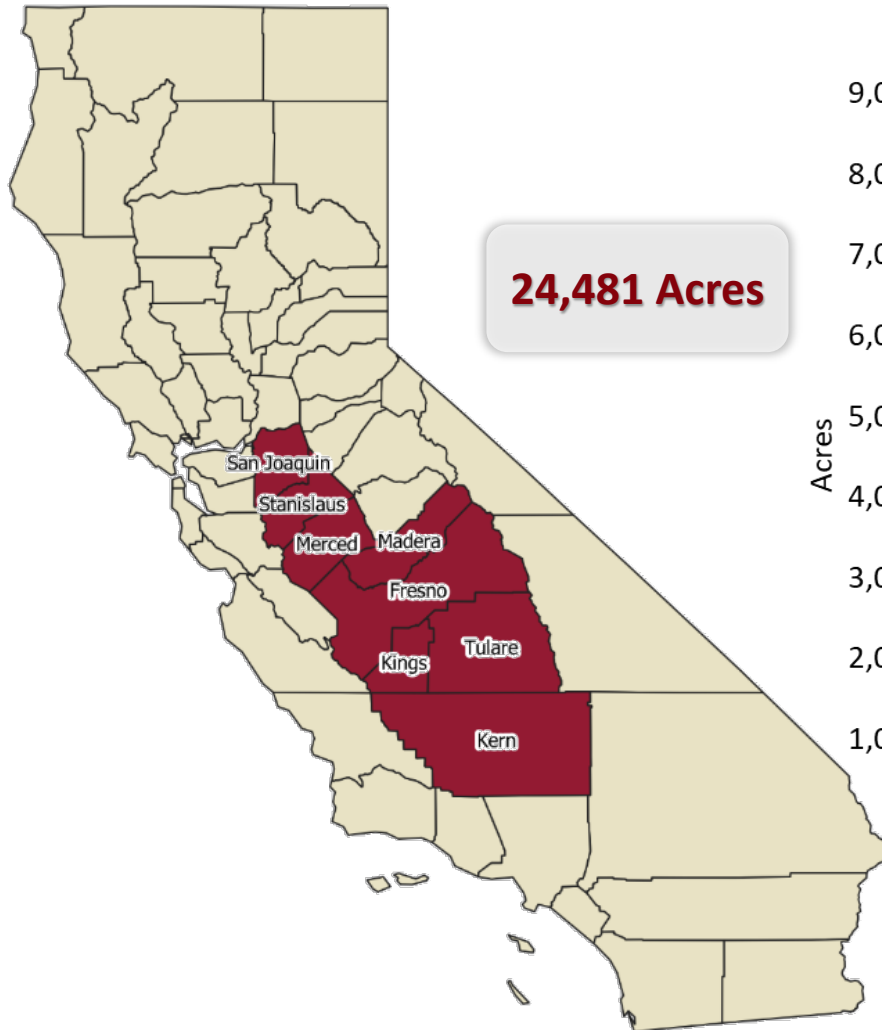 24,481 Acres
San Joaquin
Stanislaus
Merced
Madera
Fresno
Kings
Tulare
Kern
Acres
9,0
8,0
7,0
6,0
5,0
4,0
3,0
2,0
1,0